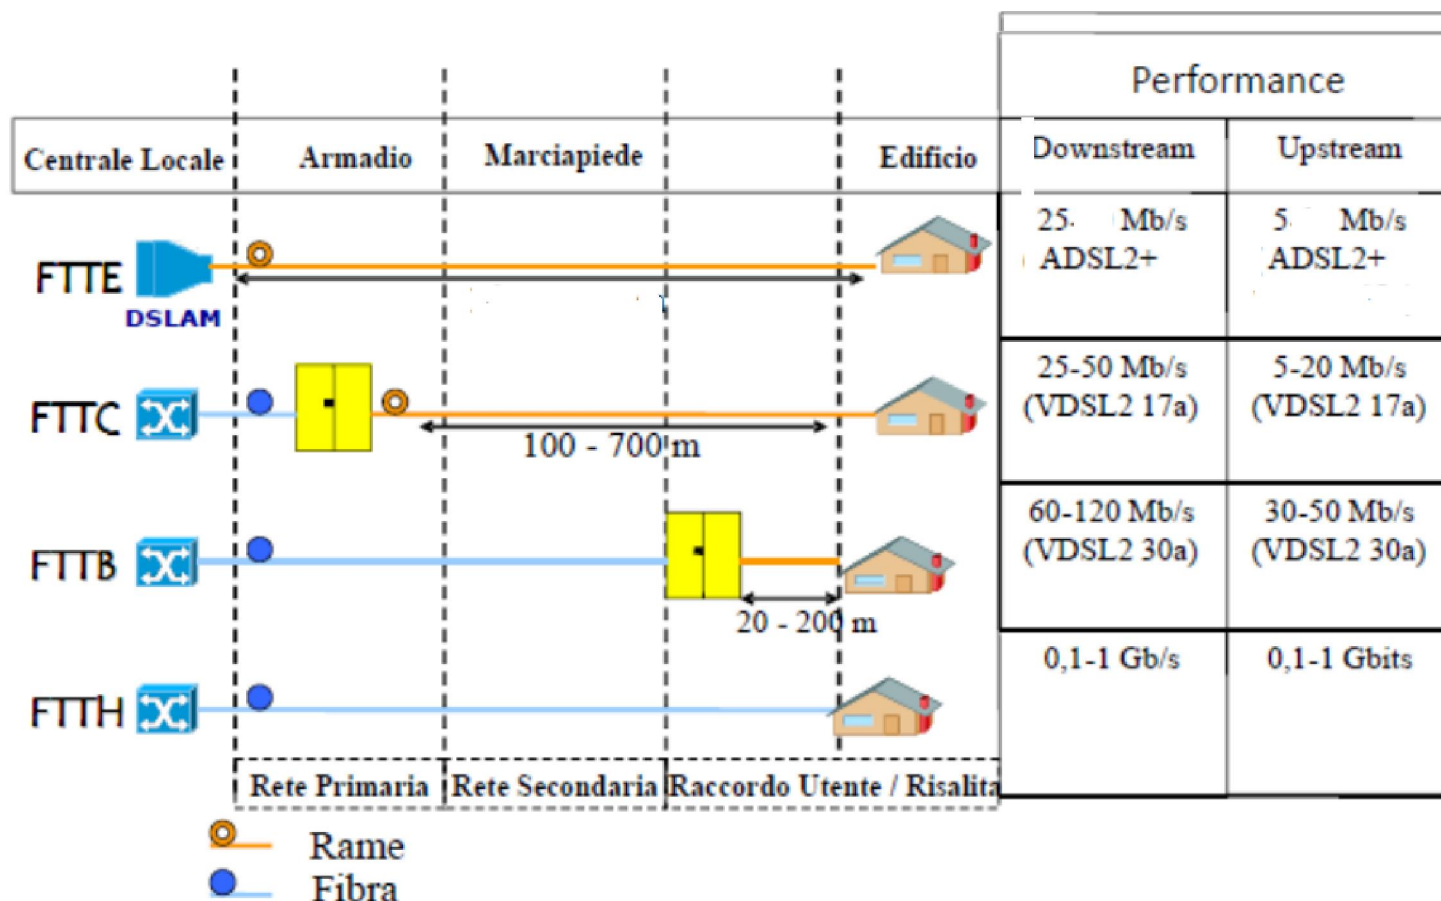 Performance
Centrale Locale Armadio Marciapiede Edificio Downstream Upstream
FTTE
DSLAM
25- Mb/s
ADSL2+
5- Mb/s
ADSL2+
FTTC
100 - 700 m
25-50 Mb/s
(VDSL2 17a)
5-20 Mb/s
(VDSL2 17a)
FTTB
20 - 200 m
60-120 Mb/s
(VDSL2 30a)
30-50 Mb/s
(VDSL2 30a)
FTTH
0,1-1 Gb/s
0,1-1 Gbits
Rete Primaria Rete Secondaria Raccordo Utente / Risalita
Rame
Fibra